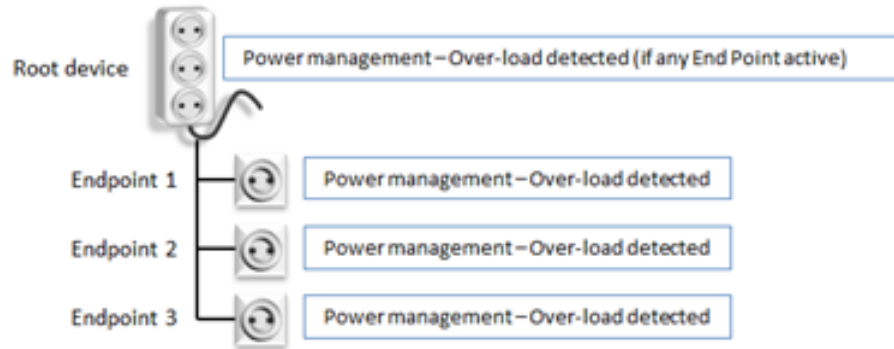 Root device
Power management – Over-load detected (if any End Point active)
Endpoint 1
Power management – Over-load detected
Endpoint 2
Power management – Over-load detected
Endpoint 3
Power management – Over-load detected